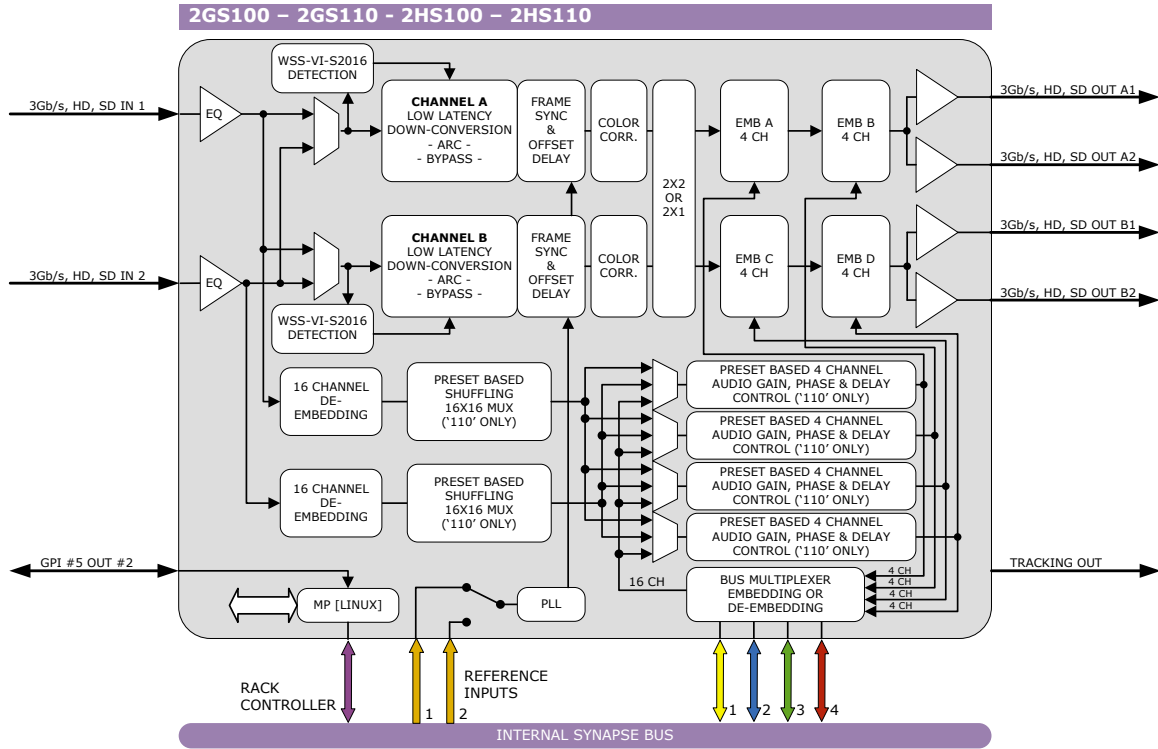 2GS100 – 2GS110 - 2HS100 – 2HS110
WSS-VI-S2016
DETECTION
3Gb/s, HD, SD IN 1
EQ
CHANNEL A
LOW LATENCY
DOWN-CONVERSION
- ARC -
- BYPASS -
FRAME
SYNC
&
OFFSET
DELAY
COLOR
CORR.
2X2
OR
2X1
EMB A
4 CH
EMB B
4 CH
3Gb/s, HD, SD OUT A1
3Gb/s, HD, SD OUT A2
3Gb/s, HD, SD IN 2
EQ
CHANNEL B
LOW LATENCY
DOWN-CONVERSION
- ARC -
- BYPASS -
FRAME
SYNC
&
OFFSET
DELAY
COLOR
CORR.
EMB C
4 CH
EMB D
4 CH
3Gb/s, HD, SD OUT B1
3Gb/s, HD, SD OUT B2
WSS-VI-S2016
DETECTION
16 CHANNEL
DE-
EMBEDDING
PRESET BASED
SHUFFLING
16X16 MUX
(‘110’ ONLY)
PRESET BASED 4 CHANNEL
AUDIO GAIN, PHASE & DELAY
CONTROL (‘110’ ONLY)
PRESET BASED 4 CHANNEL
AUDIO GAIN, PHASE & DELAY
CONTROL (‘110’ ONLY)
16 CHANNEL
DE-
EMBEDDING
PRESET BASED
SHUFFLING
16X16 MUX
(‘110’ ONLY)
PRESET BASED 4 CHANNEL
AUDIO GAIN, PHASE & DELAY
CONTROL (‘110’ ONLY)
PRESET BASED 4 CHANNEL
AUDIO GAIN, PHASE & DELAY
CONTROL (‘110’ ONLY)
GPI #5 OUT #2
MP [LINUX]
PLL
16 CH
BUS MULTIPLEXER
EMBEDDING OR
DE-EMBEDDING
4 CH
4 CH
4 CH
4 CH
TRACKING OUT
RACK
CONTROLLER
REFERENCE
INPUTS
1
2
1
2
3
4
INTERNAL SYNAPSE BUS